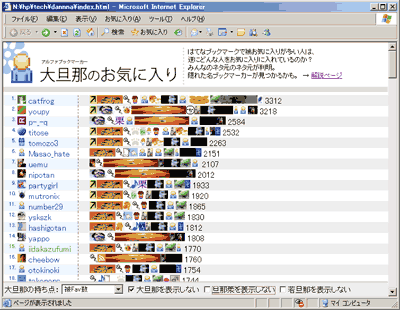 N:¥hp¥tech¥danna¥index.html - Microsoft Internet Explorer
ファイル(F) 編集(E) 表示(V) お気に入り(A) ツール(T) ヘルプ(H)
戻る 検索 お気に入り
はてなブックマークで被お気に入りが多い人は、
逆にどんな人をお気に入りに入れているのか？
みんなのネタ元のネタ元が判明。
隠れた名ブックマーカーが見つかるかも。 → 解説ページ
アルファブックマーカー
大旦那のお気に入り
1. catfrog 3312
2. youpy 3218
3. p-_-q 2584
4. titose 2532
5. tomozo3 2263
6. Masao_hate 2151
7. uemer 2107
8. nipotan 2012
9. partygirl 1933
10. mutronix 1920
11. number29 1865
12. yskszk 1830
13. hashigotan 1812
14. yappo 1808
15. iidakazufumi 1770
16. cheebow 1760
17. otokinoki 1754
1744
大旦那の持ち点: 被Fav数 大旦那を表示しない 旦那衆を表示しない 若旦那を表示しない
ページが表示されました マイ コンピュータ